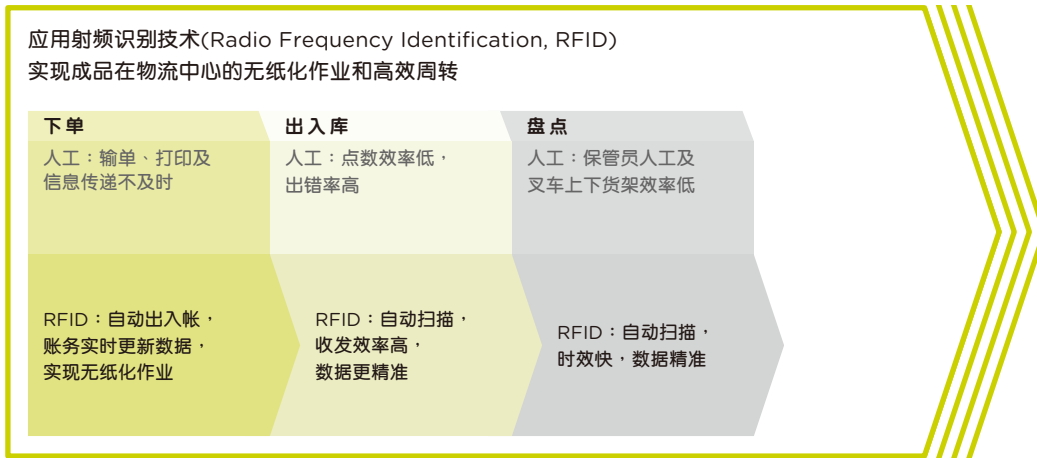 应用射频识别技术(Radio Frequency Identification, RFID)
实现成品在物流中心的无纸化作业和高效周转
下单
人工：输单、打印及
信息传递不及时
RFID：自动出入帐，
账务实时更新数据，
实现无纸化作业
出入库
人工：点数效率低，
出错率高
RFID：自动扫描，
收发效率高，
数据更精准
盘点
人工：保管员人工及
叉车上下货架效率低
RFID：自动扫描，
时效快，数据精准